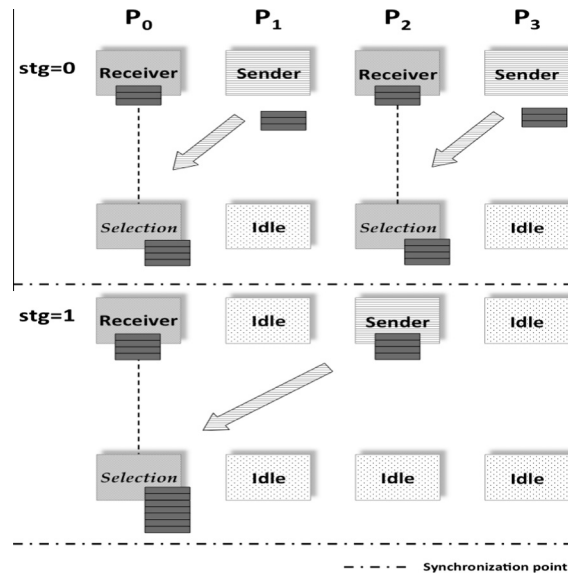 P0 P1 P2 P3
stg=0 Receiver Sender Receiver Sender
Selection Idle Selection Idle
stg=1 Receiver Idle Sender Idle
Selection Idle Idle Idle
Synchronization point